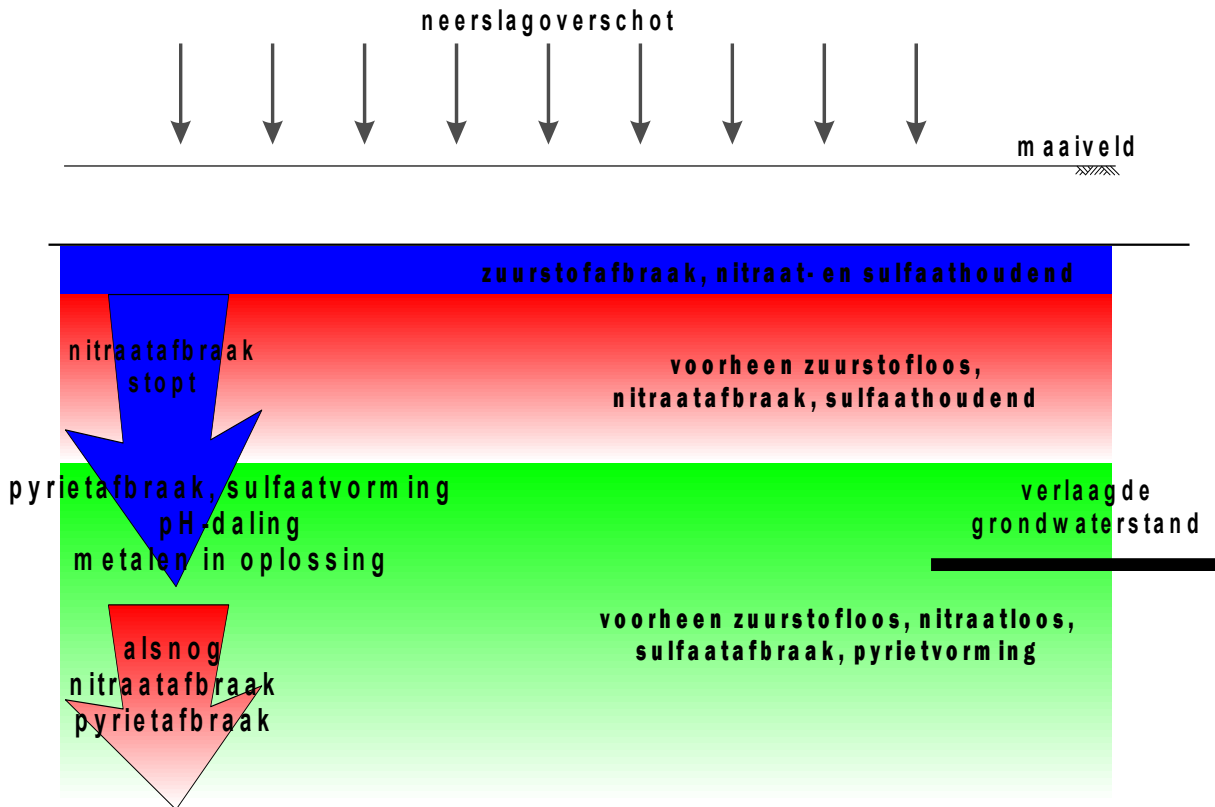 neerslagoverschot
maaiveld
zuurstofafbraak, nitraat- en sulfaathoudend
nitraatafbraak
stopt
voorheen zuurstofloos,
nitraatafbraak, sulfaathoudend
pyrietafbraak, sulfaatvorming
pH-daling
metalen in oplossing
verlaagde
grondwaterstand
voorheen zuurstofloos, nitraatloos,
sulfaatafbraak, pyrietvorming
alsnog
nitraatafbraak
pyrietafbraak